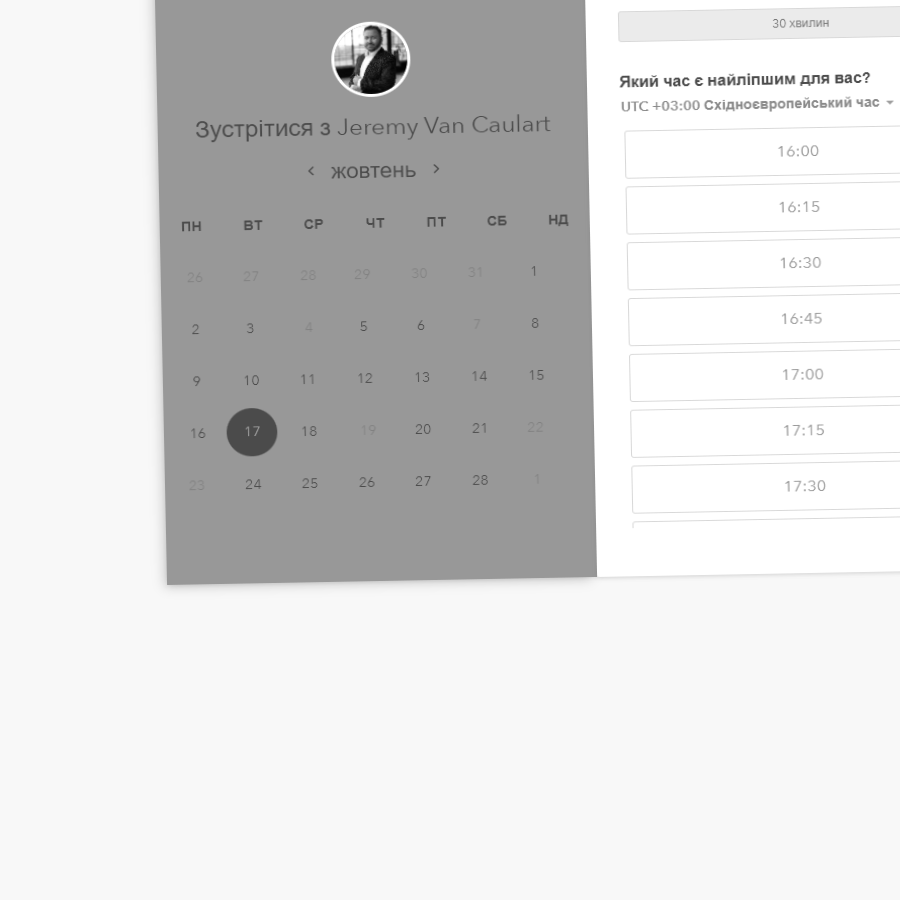 Зустрітися з Jeremy Van Caulart
‹ жовтень ›
ПН ВТ СР ЧТ ПТ СБ НД
26 27 28 29 30 31 1
2 3 4 5 6 7 8
9 10 11 12 13 14 15
16 17 18 19 20 21 22
23 24 25 26 27 28 1
30 хвилин
Який час є найліпшим для вас?
UTC +03:00 Східноєвропейський час
16:00
16:15
16:30
16:45
17:00
17:15
17:30